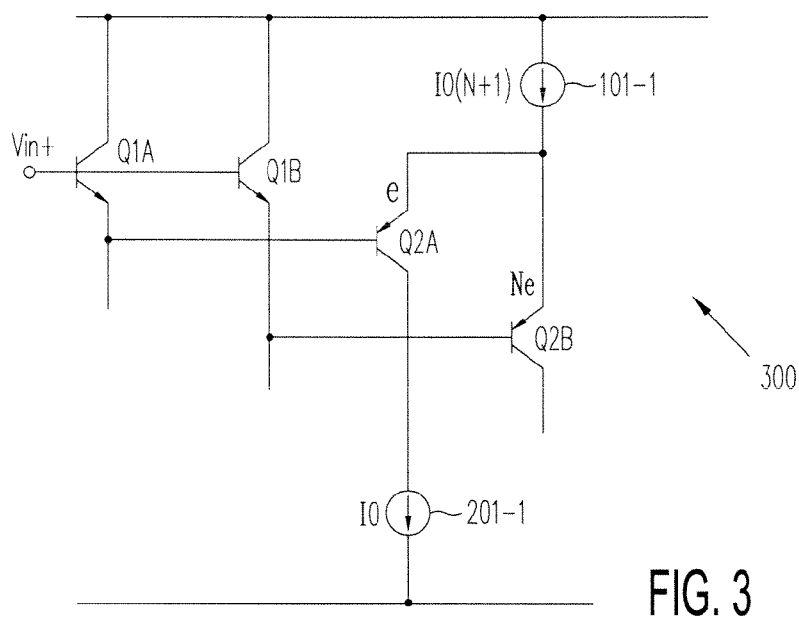 I0(N+1)
101-1
Vin+
Q1A
Q1B
e
Q2A
Ne
Q2B
300
I0
201-1
FIG. 3